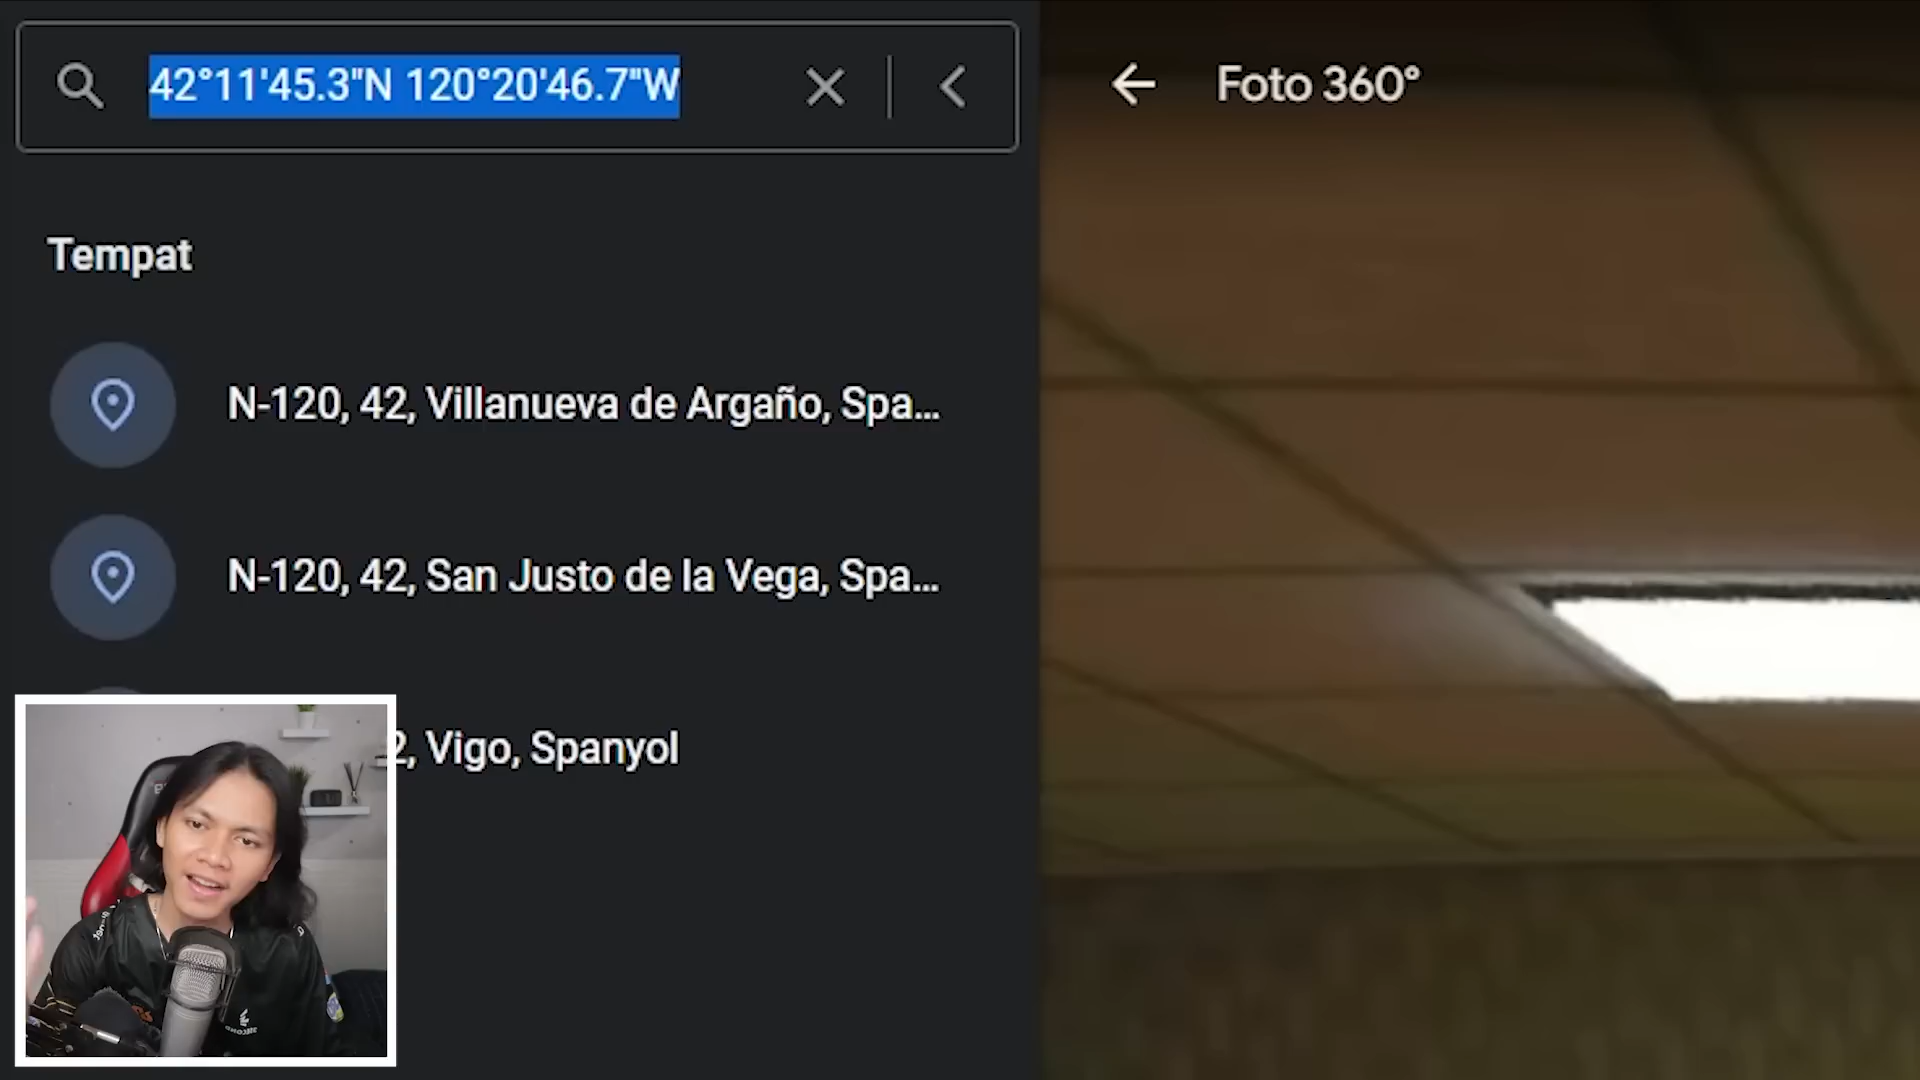 42°11'45.3"N 120°20'46.7"W
Foto 360°
Tempat
N-120, 42, Villanueva de Argaño, Spa...
N-120, 42, San Justo de la Vega, Spa...
2, Vigo, Spanyol